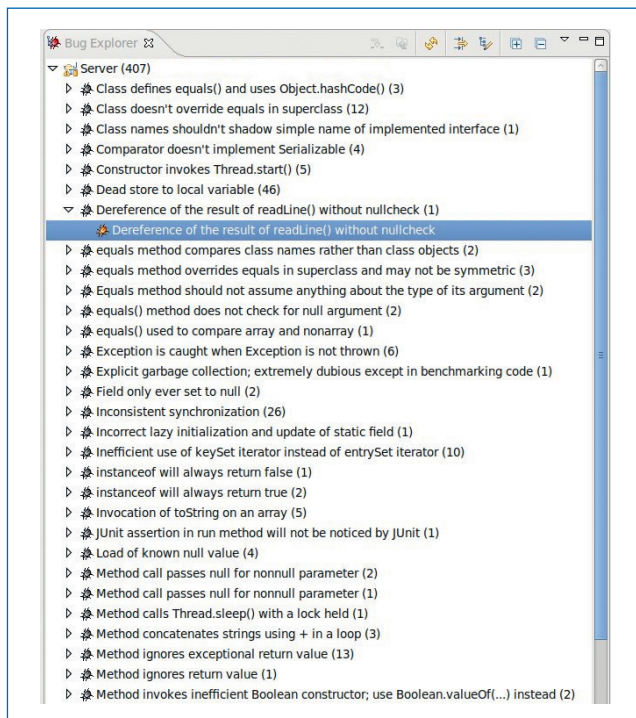 Bug Explorer
Server (407)
Class defines equals() and uses Object.hashCode() (3)
Class doesn't override equals in superclass (12)
Class names shouldn't shadow simple name of implemented interface (1)
Comparator doesn't implement Serializable (4)
Constructor invokes Thread.start() (5)
Dead store to local variable (46)
Dereference of the result of readLine() without nullcheck (1)
Dereference of the result of readLine() without nullcheck
equals method compares class names rather than class objects (2)
equals method overrides equals in superclass and may not be symmetric (3)
Equals method should not assume anything about the type of its argument (2)
equals() method does not check for null argument (2)
equals() used to compare array and nonarray (1)
Exception is caught when Exception is not thrown (6)
Explicit garbage collection; extremely dubious except in benchmarking code (1)
Field only ever set to null (2)
Inconsistent synchronization (26)
Incorrect lazy initialization and update of static field (1)
Inefficient use of keySet iterator instead of entrySet iterator (10)
instanceof will always return false (1)
instanceof will always return true (2)
Invocation of toString on an array (5)
JUnit assertion in run method will not be noticed by JUnit (1)
Load of known null value (4)
Method call passes null for nonnull parameter (2)
Method call passes null for nonnull parameter (1)
Method calls Thread.sleep() with a lock held (1)
Method concatenates strings using + in a loop (3)
Method ignores exceptional return value (13)
Method ignores return value (1)
Method invokes inefficient Boolean constructor; use Boolean.valueOf(...) instead (2)